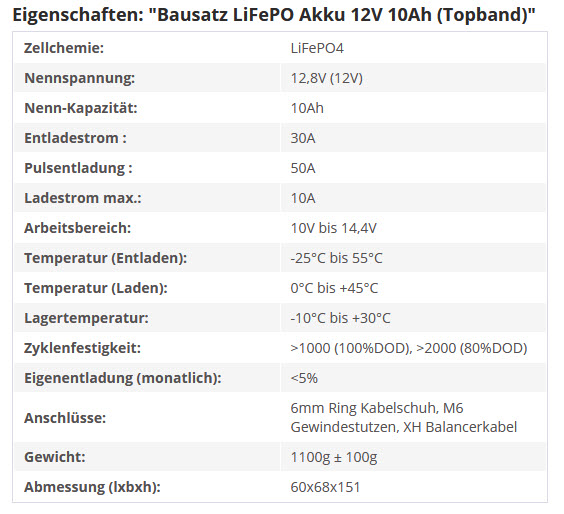 Eigenschaften: "Bausatz LiFePO Akku 12V 10Ah (Topband)"
Zellchemie: LiFePO4
Nennspannung: 12,8V (12V)
Nenn-Kapazität: 10Ah
Entladestrom : 30A
Pulsentladung : 50A
Ladestrom max.: 10A
Arbeitsbereich: 10V bis 14,4V
Temperatur (Entladen): -25°C bis 55°C
Temperatur (Laden): 0°C bis +45°C
Lagertemperatur: -10°C bis +30°C
Zyklenfestigkeit: >1000 (100%DOD), >2000 (80%DOD)
Eigenentladung (monatlich): <5%
Anschlüsse: 6mm Ring Kabelschuh, M6
Gewindestutzen, XH Balancerkabel
Gewicht: 1100g ± 100g
Abmessung (lxbxh): 60x68x151